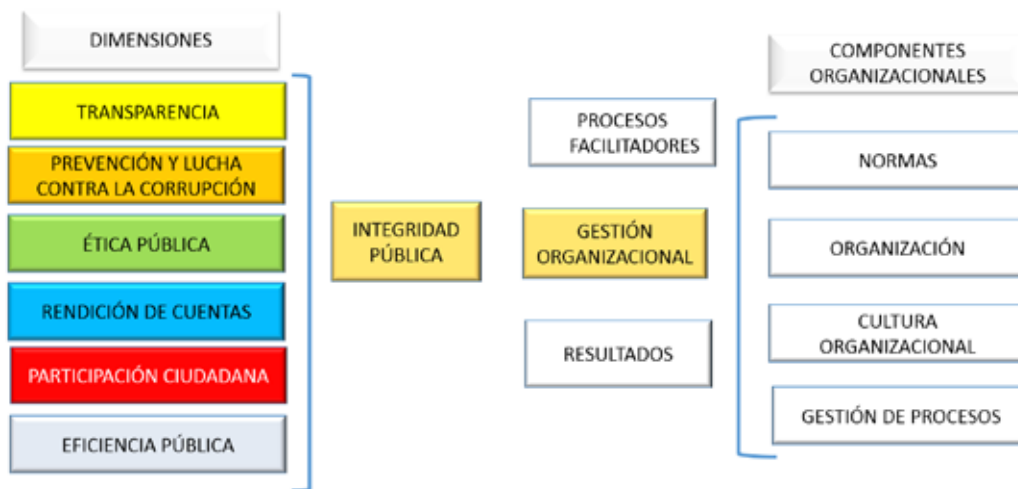 DIMENSIONES
TRANSPARENCIA
PREVENCIÓN Y LUCHA
CONTRA LA CORRUPCIÓN
ÉTICA PÚBLICA
RENDICIÓN DE CUENTAS
PARTICIPACIÓN CIUDADANA
EFICIENCIA PÚBLICA
INTEGRIDAD
PÚBLICA
PROCESOS
FACILITADORES
GESTIÓN
ORGANIZACIONAL
RESULTADOS
COMPONENTES
ORGANIZACIONALES
NORMAS
ORGANIZACIÓN
CULTURA
ORGANIZACIONAL
GESTIÓN DE PROCESOS